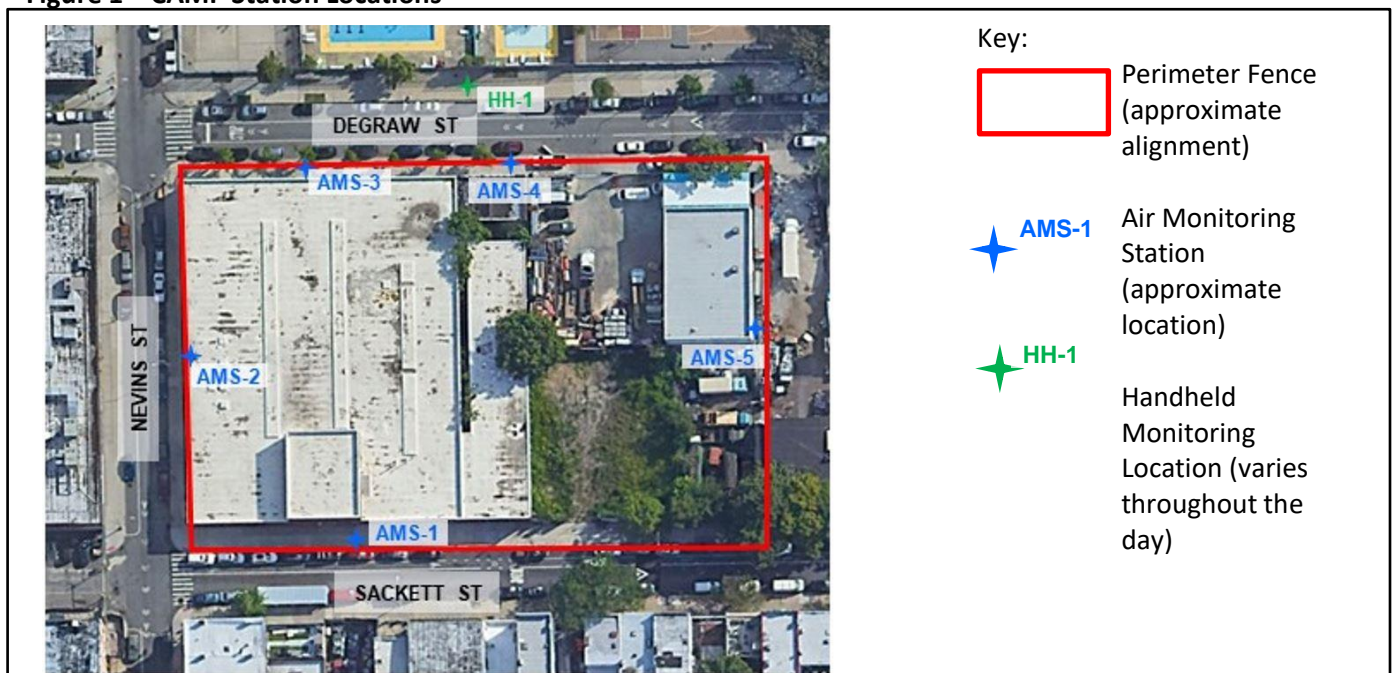 Figure 1 – CAMP Station Locations
HH-1
DEGRAW ST
AMS-3
AMS-4
NEVINS ST
AMS-2
AMS-5
AMS-1
SACKETT ST
Key:
Perimeter Fence
(approximate
alignment)
AMS-1
Air Monitoring
Station
(approximate
location)
HH-1
Handheld
Monitoring
Location (varies
throughout the
day)